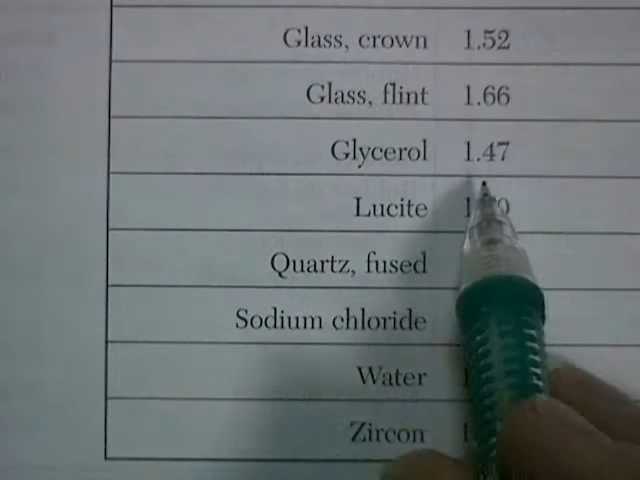 Glass, crown 1.52
Glass, flint 1.66
Glycerol 1.47
Lucite
Quartz, fused
Sodium chloride
Water
Zircon